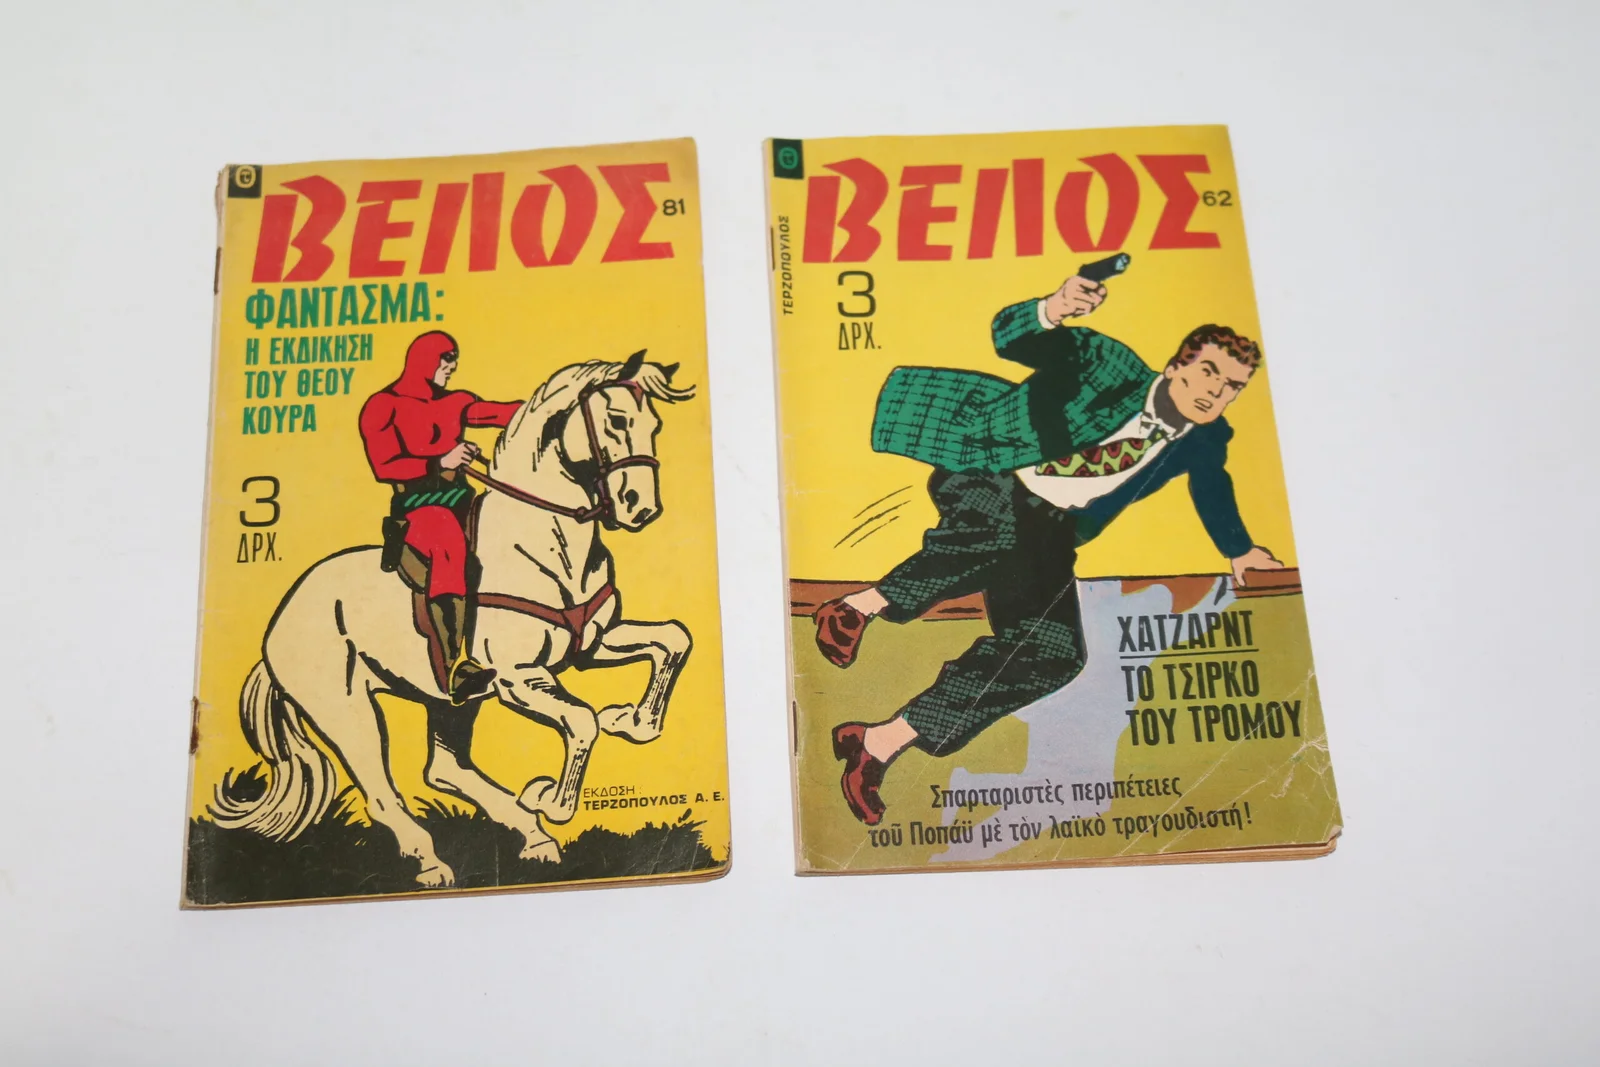 ΒΕΛΟΣ
81
ΦΑΝΤΑΣΜΑ:
Η ΕΚΔΙΚΗΣΗ
ΤΟΥ ΘΕΟΥ
ΚΟΥΡΑ
3
ΔΡΧ.
ΕΚΔΟΣΗ:
ΤΕΡΖΟΠΟΥΛΟΣ Α.Ε.
ΒΕΛΟΣ
62
ΤΕΡΖΟΠΟΥΛΟΣ
3
ΔΡΧ.
ΧΑΤΖΑΡΝΤ
ΤΟ ΤΣΙΡΚΟ
ΤΟΥ ΤΡΟΜΟΥ
Σπαρταριστὲς περιπέτειες
τοῦ Ποπάϋ μὲ τὸν λαϊκὸ τραγουδιστή!